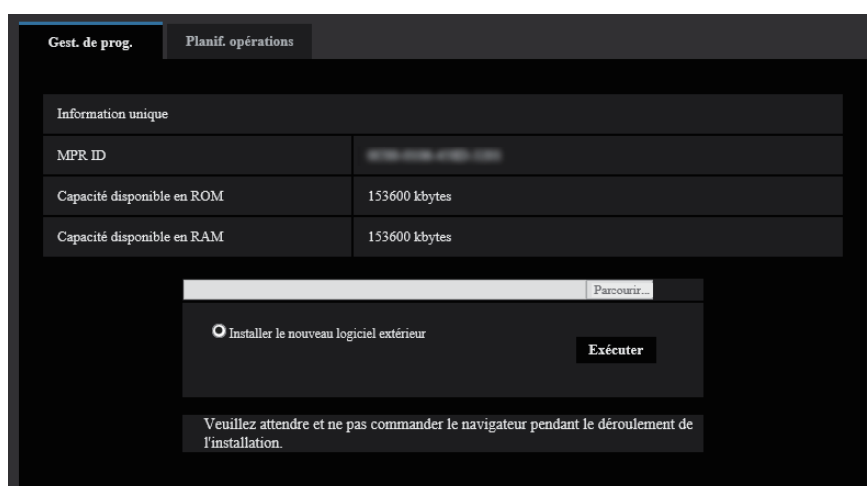 Gest. de prog. Planif. opérations
Information unique
MPR ID
Capacité disponible en ROM 153600 kbytes
Capacité disponible en RAM 153600 kbytes
Parcourir...
Installer le nouveau logiciel extérieur
Exécuter
Veuillez attendre et ne pas commander le navigateur pendant le déroulement de
l'installation.